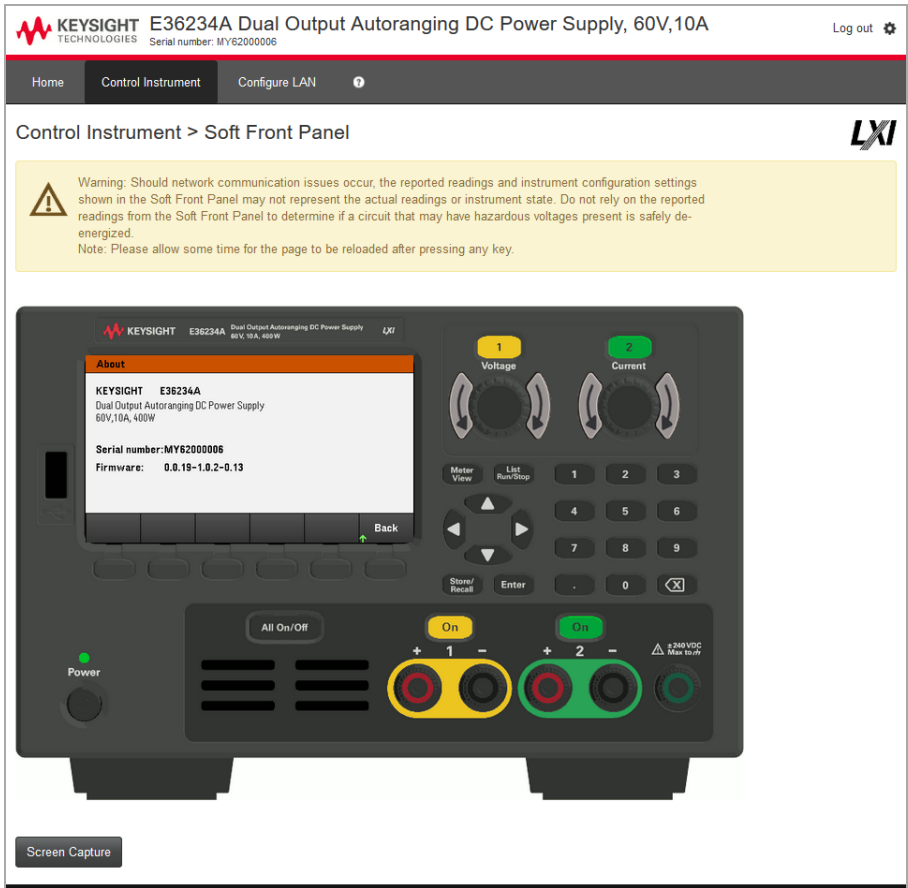 KEYSIGHT
TECHNOLOGIES
E36234A Dual Output Autoranging DC Power Supply, 60V,10A
Serial number: MY62000006
Log out
Home
Control Instrument
Configure LAN
?
Control Instrument > Soft Front Panel
LXI
Warning: Should network communication issues occur, the reported readings and instrument configuration settings
shown in the Soft Front Panel may not represent the actual readings or instrument state. Do not rely on the reported
readings from the Soft Front Panel to determine if a circuit that may have hazardous voltages present is safely de-
energized.
Note: Please allow some time for the page to be reloaded after pressing any key.
KEYSIGHT E36234A
Dual Output Autoranging DC Power Supply
60V, 10A, 400W
LXI
About
KEYSIGHT E36234A
Dual Output Autoranging DC Power Supply
60V,10A, 400W
Serial number:MY62000006
Firmware: 0.0.19-1.0.2-0.13
Back
1
Voltage
2
Current
Meter
View
List
Run/Stop
1 2 3
4 5 6
7 8 9
Store/
Recall
Enter
. 0 X
All On/Off
On
On
+ 1 -
+ 2 -
±240 VDC
Max to
Power
Screen Capture